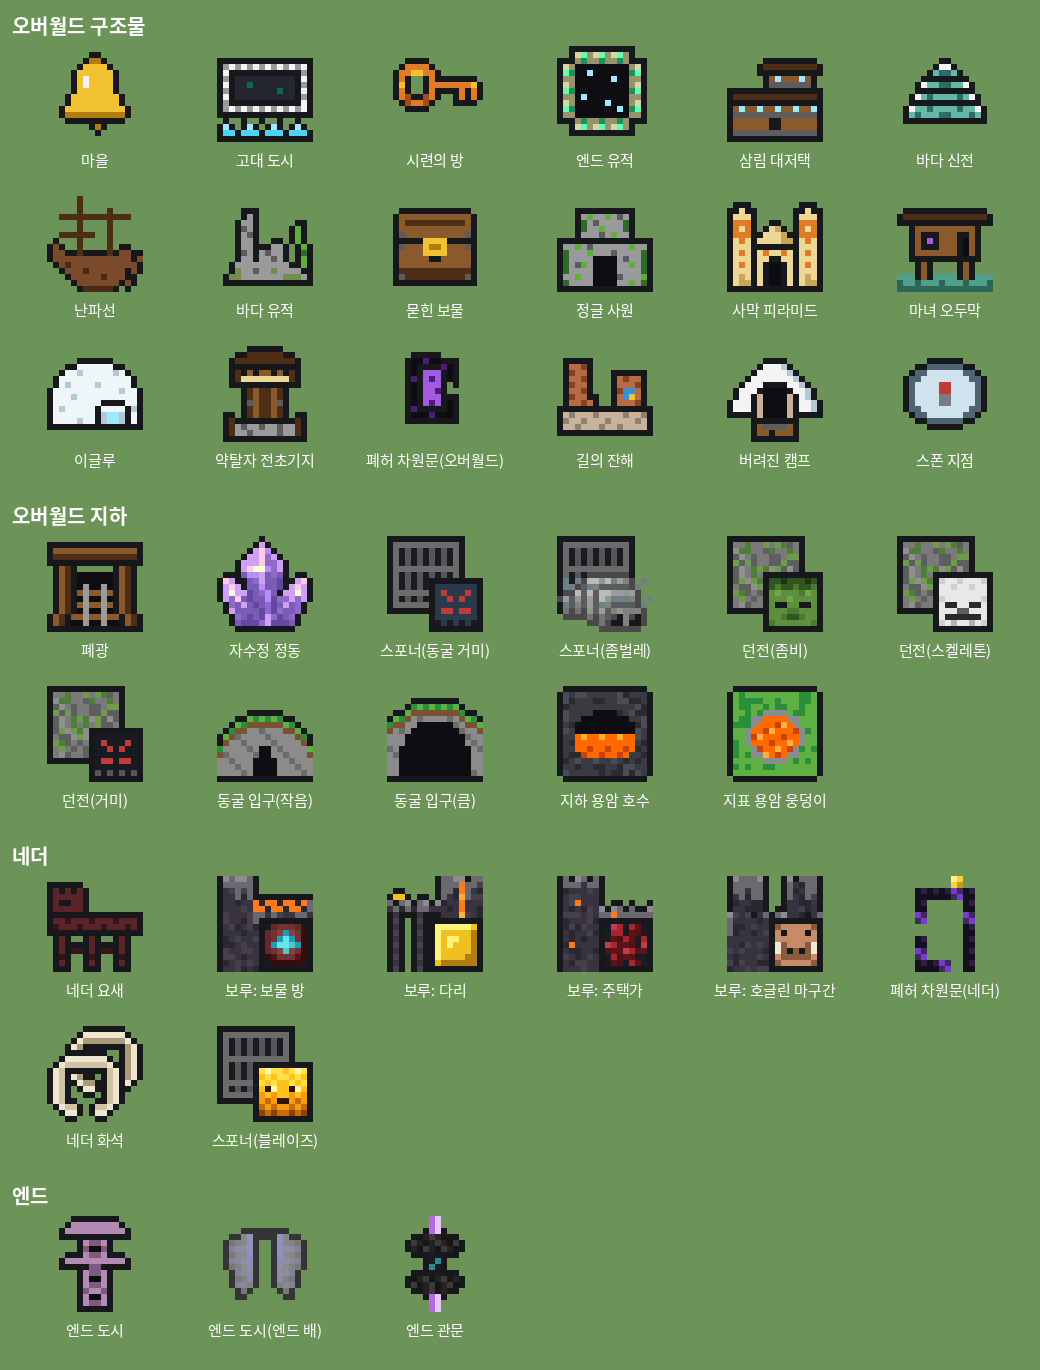 오버월드 구조물
마을 고대 도시 시련의 방 엔드 유적 삼림 대저택 바다 신전
난파선 바다 유적 묻힌 보물 정글 사원 사막 피라미드 마녀 오두막
이글루 약탈자 전초기지 폐허 차원문(오버월드) 길의 잔해 버려진 캠프 스폰 지점
오버월드 지하
폐광 자수정 정동 스포너(동굴 거미) 스포너(좀벌레) 던전(좀비) 던전(스켈레톤)
던전(거미) 동굴 입구(작음) 동굴 입구(큼) 지하 용암 호수 지표 용암 웅덩이
네더
네더 요새 보루: 보물 방 보루: 다리 보루: 주택가 보루: 호글린 마구간 폐허 차원문(네더)
네더 화석 스포너(블레이즈)
엔드
엔드 도시 엔드 도시(엔드 배) 엔드 관문